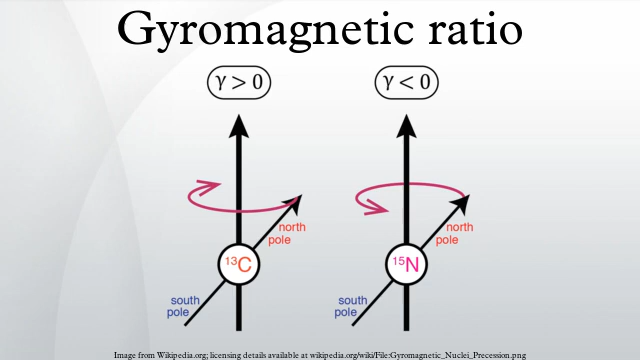 Gyromagnetic ratio
γ > 0
γ < 0
north
pole
north
pole
¹³C
¹⁵N
south
pole
south
pole
Image from Wikipedia.org; licensing details available at wikipedia.org/wiki/File:Gyromagnetic_Nuclei_Precession.png